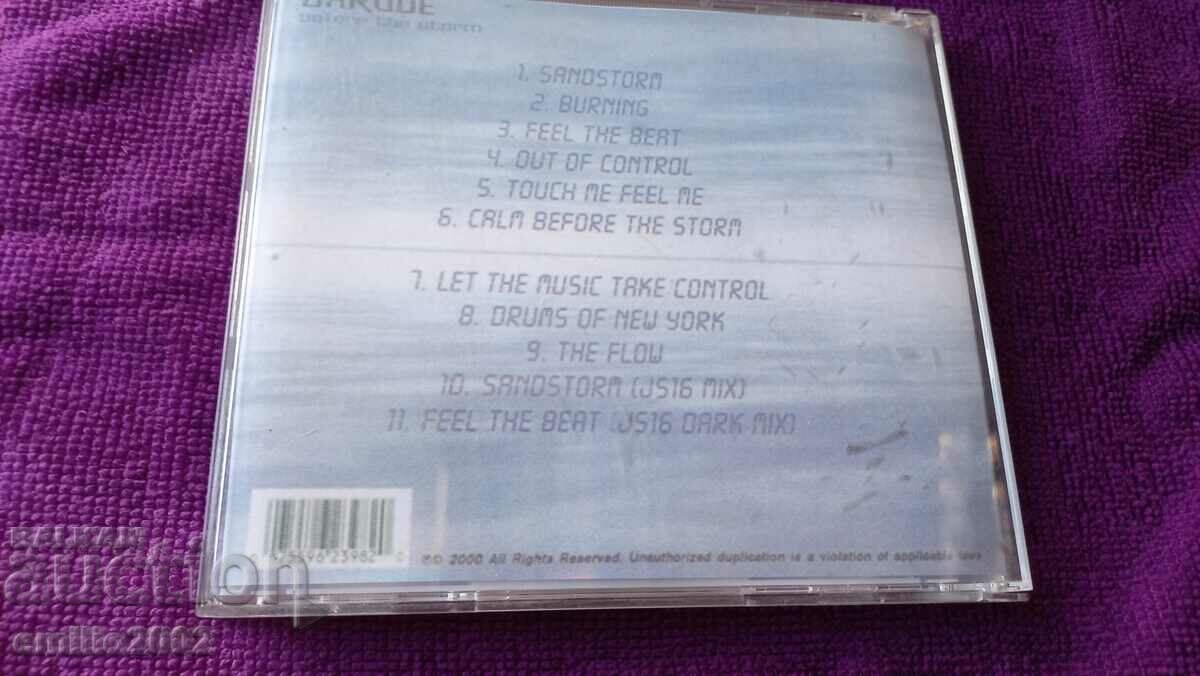 DARUDE
before the storm
1. SANDSTORM
2. BURNING
3. FEEL THE BEAT
4. OUT OF CONTROL
5. TOUCH ME FEEL ME
6. CALM BEFORE THE STORM
7. LET THE MUSIC TAKE CONTROL
8. DRUMS OF NEW YORK
9. THE FLOW
10. SANDSTORM (JS16 MIX)
11. FEEL THE BEAT (JS16 DARK MIX)
2000 All Rights Reserved. Unauthorized duplication is a violation of applicable laws
BALKAN
auction
emilio2002